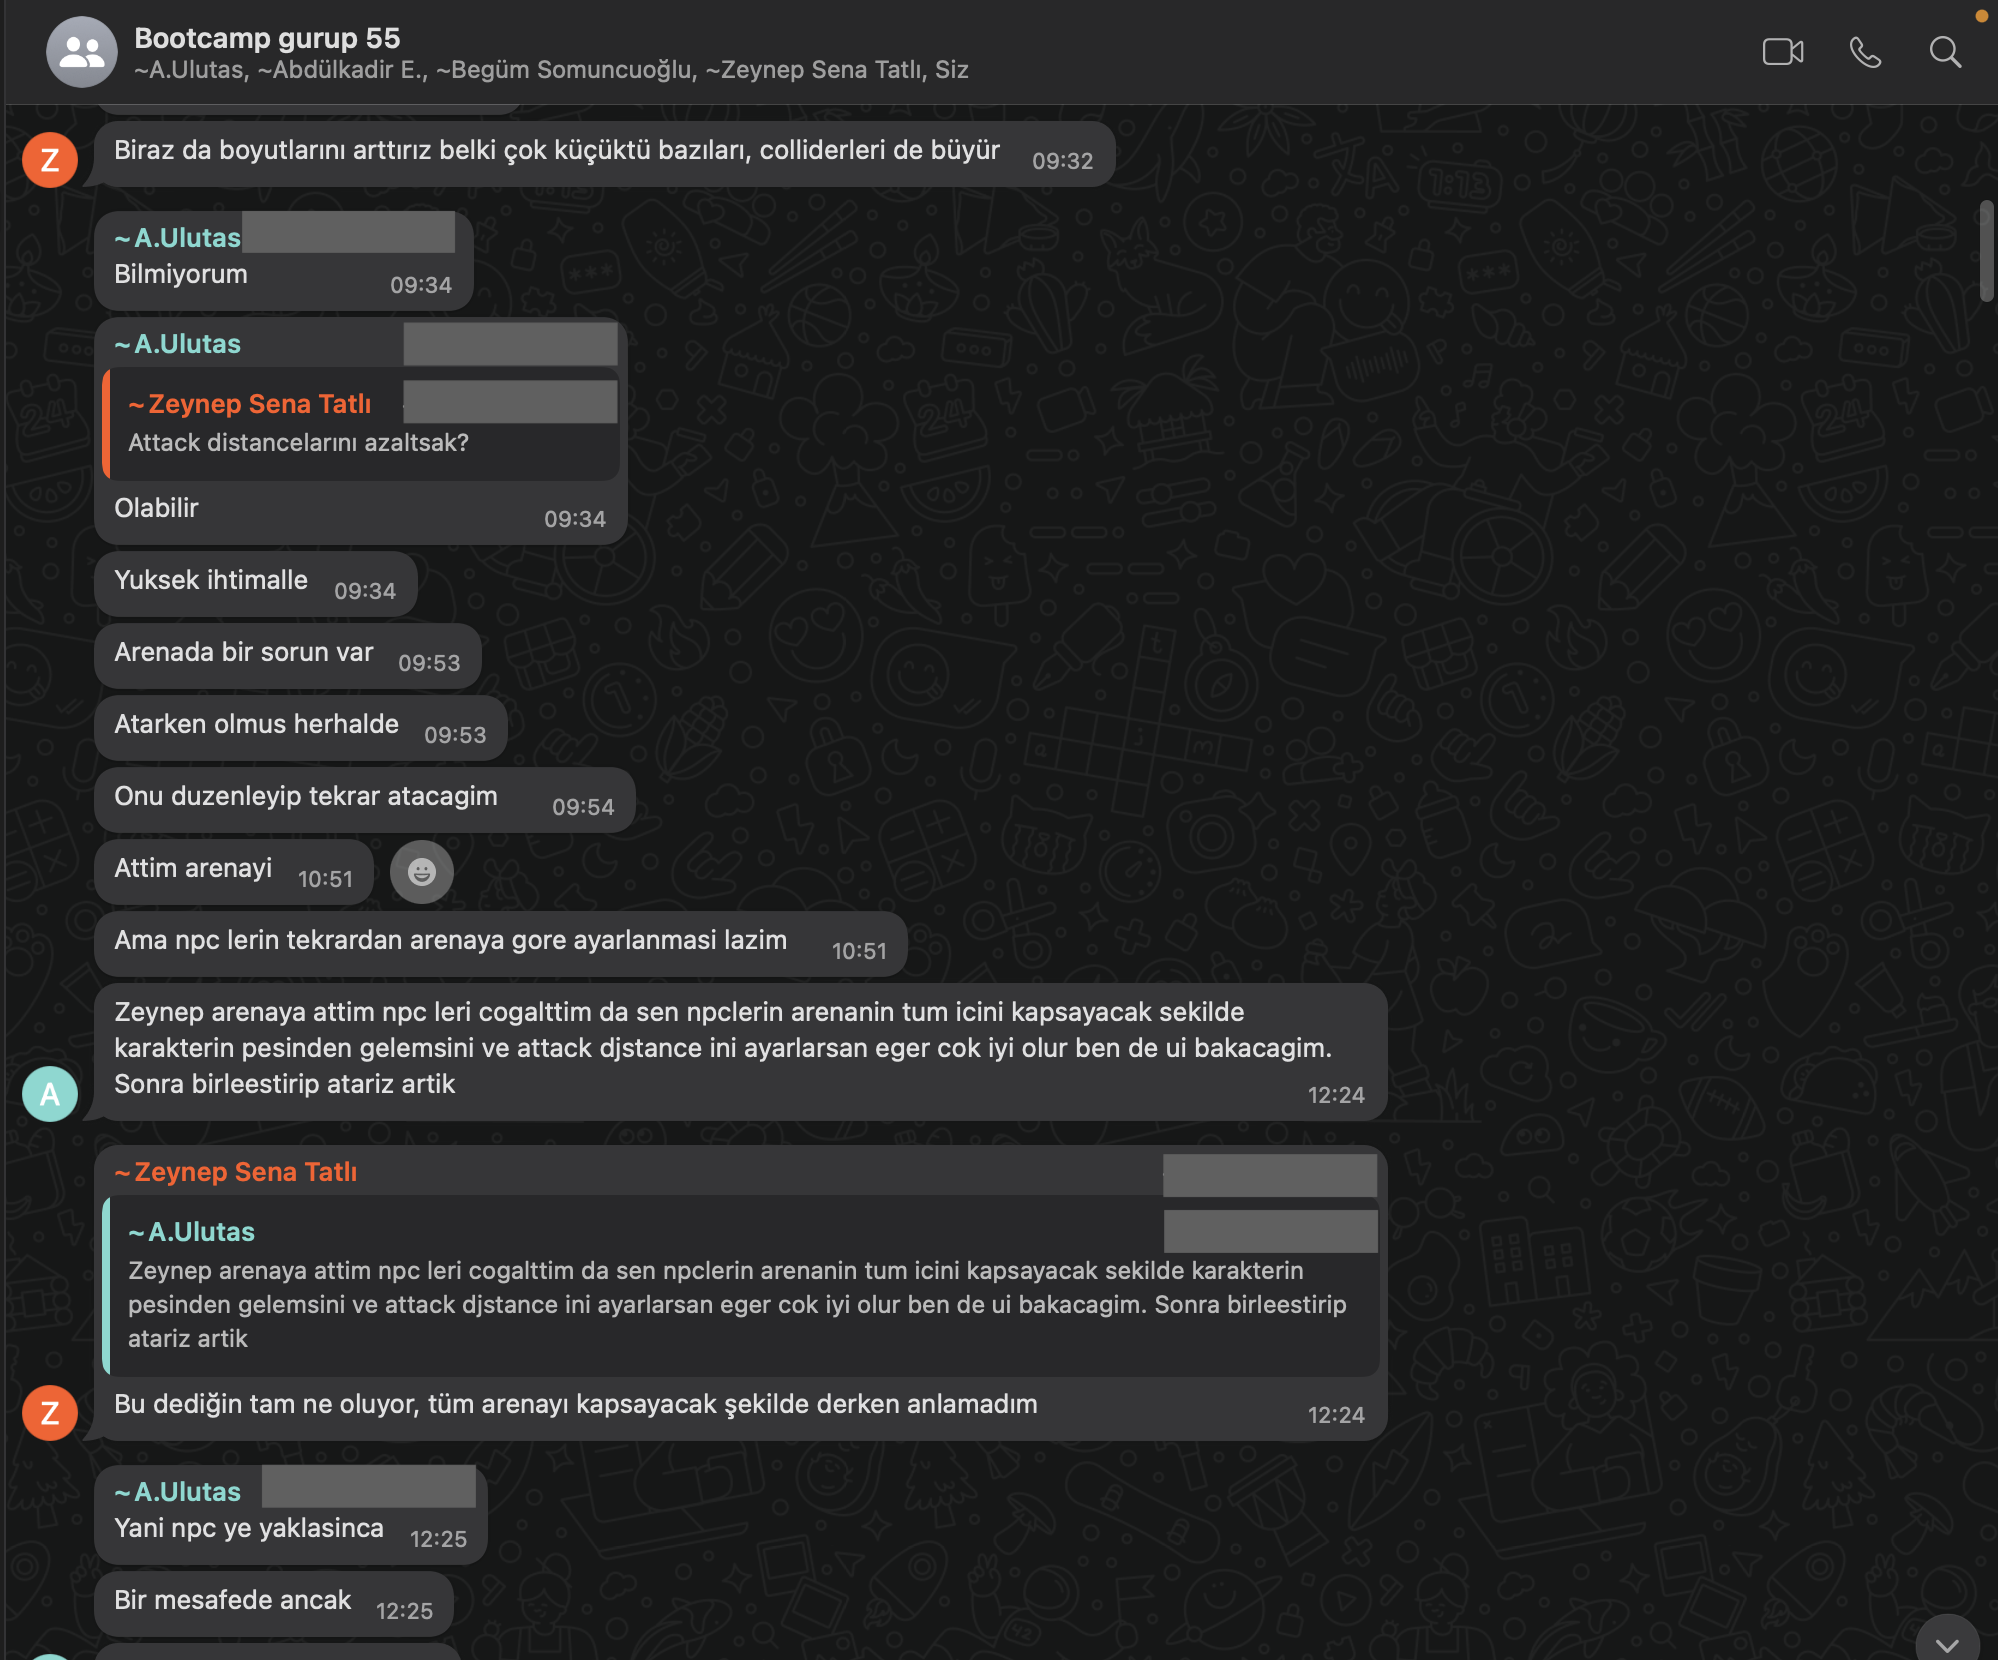 Bootcamp gurup 55
~A.Ulutas, ~Abdülkadir E., ~Begüm Somuncuoğlu, ~Zeynep Sena Tatlı, Siz
Z
Biraz da boyutlarını arttırız belki çok küçüktü bazıları, colliderleri de büyür 09:32
~A.Ulutas
Bilmiyorum 09:34
~A.Ulutas
~Zeynep Sena Tatlı
Attack distancelarını azaltsak?
Olabilir 09:34
Yuksek ihtimalle 09:34
Arenada bir sorun var 09:53
Atarken olmus herhalde 09:53
Onu duzenleyip tekrar atacagim 09:54
Attim arenayi 10:51
Ama npc lerin tekrardan arenaya gore ayarlanmasi lazim 10:51
Zeynep arenaya attim npc leri cogalttim da sen npclerin arenanin tum icini kapsayacak sekilde
karakterin pesinden gelemsini ve attack djstance ini ayarlarsan eger cok iyi olur ben de ui bakacagim.
Sonra birleestirip atariz artik 12:24
A
~Zeynep Sena Tatlı
~A.Ulutas
Zeynep arenaya attim npc leri cogalttim da sen npclerin arenanin tum icini kapsayacak sekilde karakterin
pesinden gelemsini ve attack djstance ini ayarlarsan eger cok iyi olur ben de ui bakacagim. Sonra birleestirip
atariz artik
Z
Bu dediğin tam ne oluyor, tüm arenayı kapsayacak şekilde derken anlamadım 12:24
~A.Ulutas
Yani npc ye yaklasinca 12:25
Bir mesafede ancak 12:25